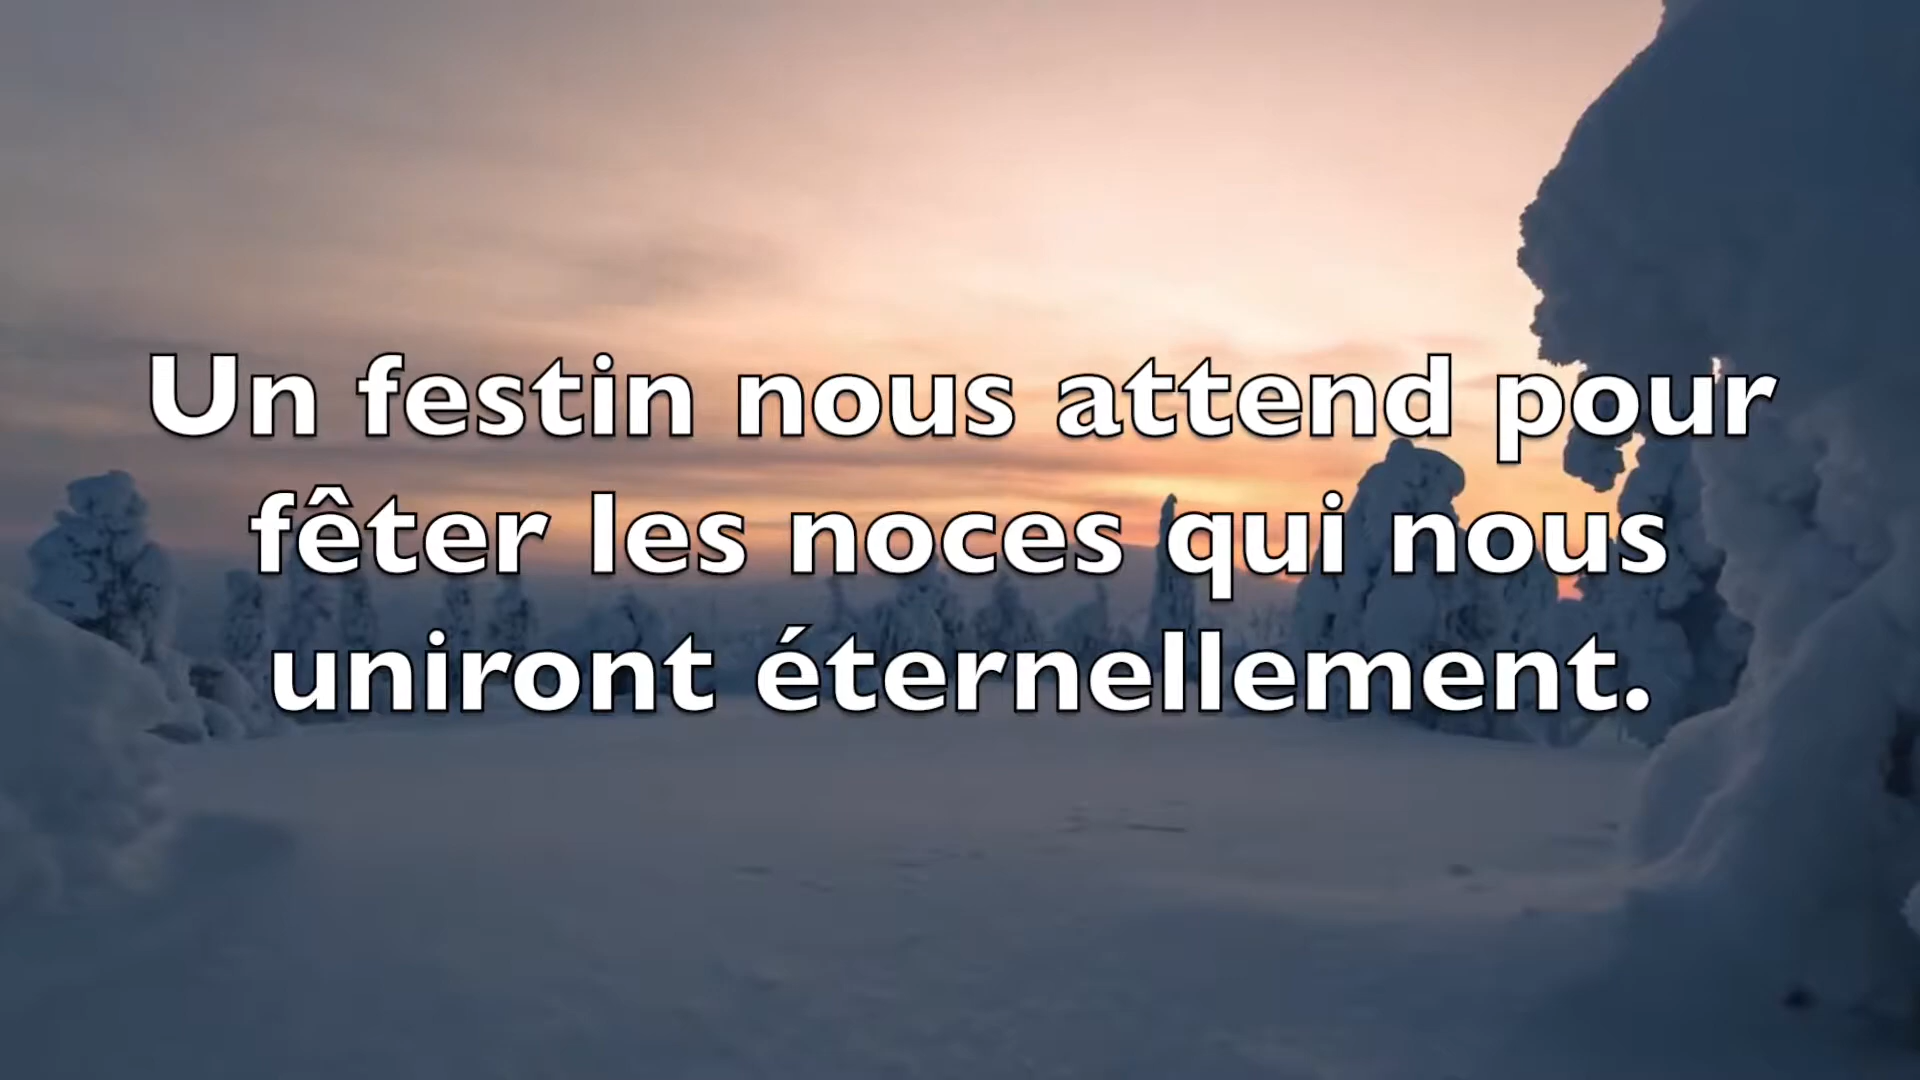 Un festin nous attend pour
fêter les noces qui nous
uniront éternellement.